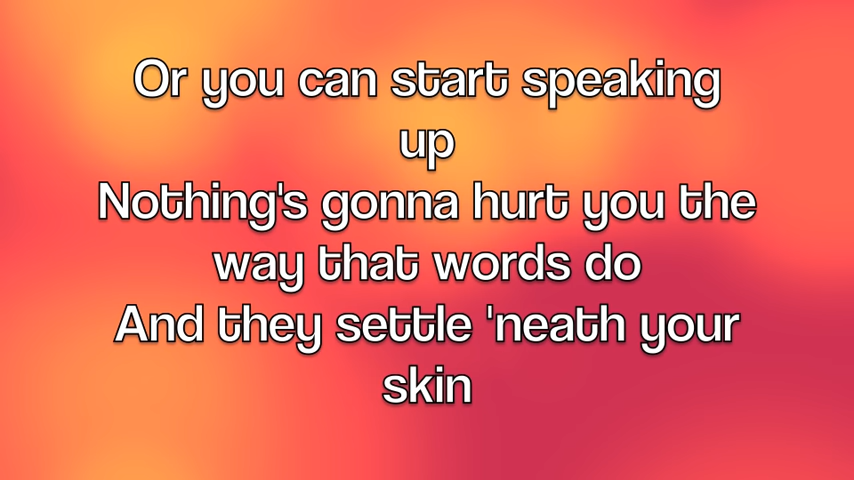 Or you can start speaking
up
Nothing's gonna hurt you the
way that words do
And they settle 'neath your
skin